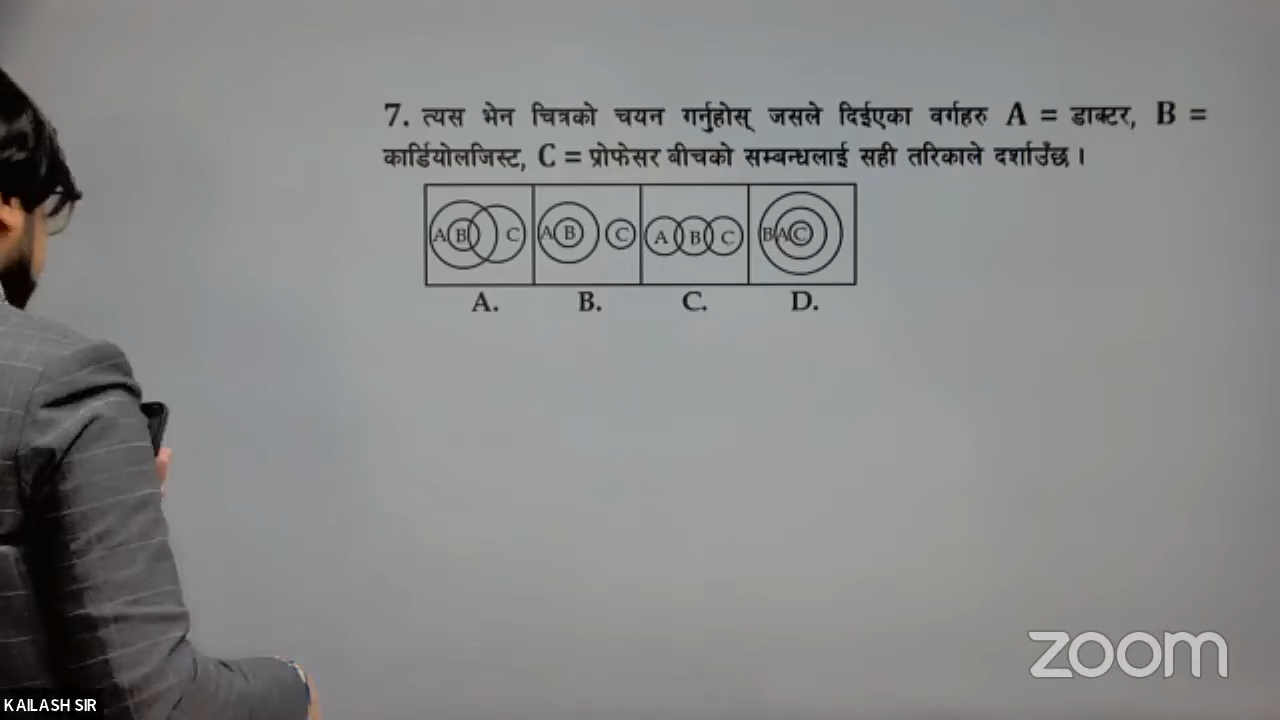 7. त्यस भेन चित्रको चयन गर्नुहोस् जसले दिईएका वर्गहरु A = डाक्टर, B =
कार्डियोलजिस्ट, C = प्रोफेसर बीचको सम्बन्धलाई सही तरिकाले दर्शाउँछ ।
A B C A B C A B C B A C
A. B. C. D.
zoom
KAILASH SIR